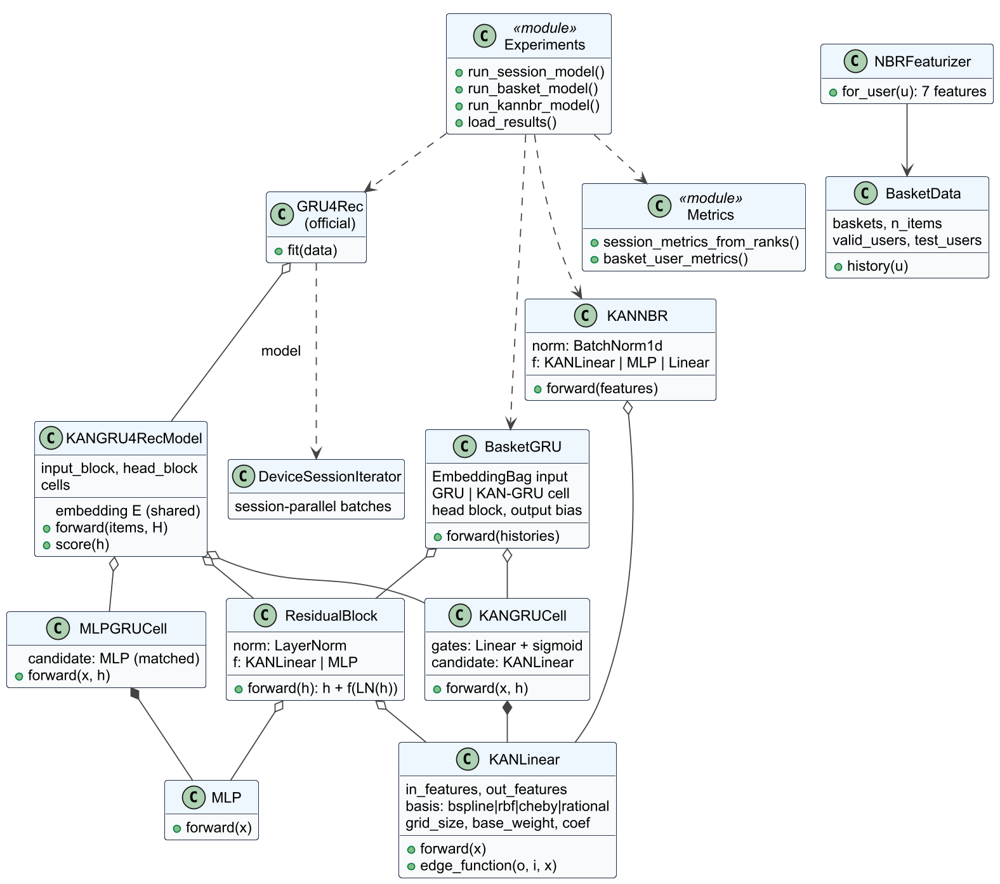 «module»
Experiments
run_session_model()
run_basket_model()
run_kannbr_model()
load_results()
C
NBRFeaturizer
for_user(u): 7 features
C
GRU4Rec
(official)
fit(data)
C
«module»
Metrics
session_metrics_from_ranks()
basket_user_metrics()
C
BasketData
baskets, n_items
valid_users, test_users
history(u)
C
KANNBR
norm: BatchNorm1d
f: KANLinear | MLP | Linear
forward(features)
C
model
KANGRU4RecModel
input_block, head_block
cells
embedding E (shared)
forward(items, H)
score(h)
C
DeviceSessionIterator
session-parallel batches
C
BasketGRU
EmbeddingBag input
GRU | KAN-GRU cell
head block, output bias
forward(histories)
C
MLPGRUCell
candidate: MLP (matched)
forward(x, h)
C
ResidualBlock
norm: LayerNorm
f: KANLinear | MLP
forward(h): h + f(LN(h))
C
KANGRUCell
gates: Linear + sigmoid
candidate: KANLinear
forward(x, h)
C
MLP
forward(x)
C
KANLinear
in_features, out_features
basis: bspline|rbf|cheby|rational
grid_size, base_weight, coef
forward(x)
edge_function(o, i, x)
C